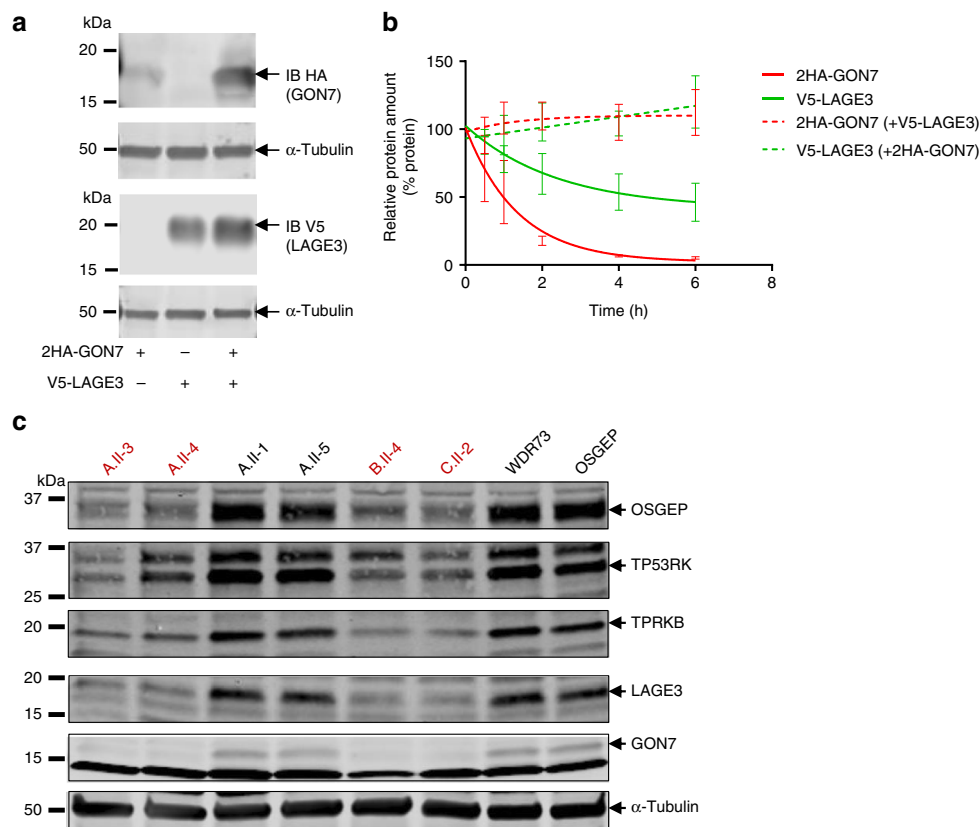 a
kDa
20
15
IB HA
(GON7)
50
α-Tubulin
kDa
20
15
IB V5
(LAGE3)
50
α-Tubulin
2HA-GON7 + – +
V5-LAGE3 – + +
b
150
100
50
0
Relative protein amount
(% protein)
0 2 4 6 8
Time (h)
2HA-GON7
V5-LAGE3
2HA-GON7 (+V5-LAGE3)
V5-LAGE3 (+2HA-GON7)
c
A.II-3 A.II-4 A.II-1 A.II-5 B.II-4 C.II-2 WDR73 OSGEP
kDa
37
OSGEP
37
25
TP53RK
20
TPRKB
20
15
LAGE3
15
GON7
50
α-Tubulin